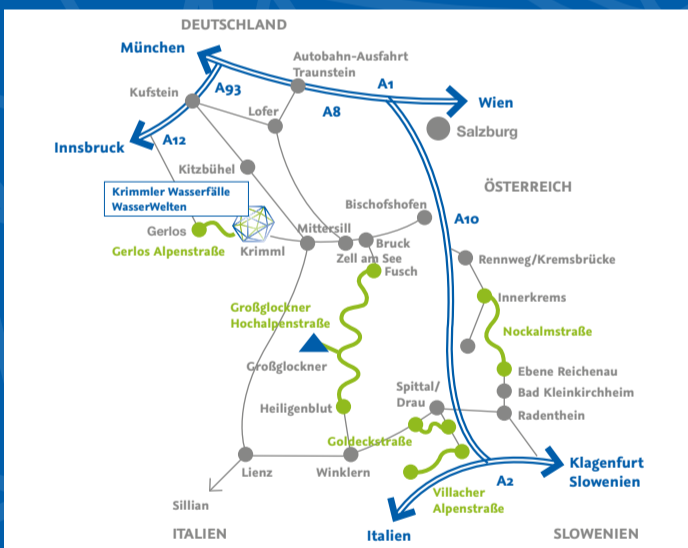 DEUTSCHLAND
München
Autobahn-Ausfahrt
Traunstein
A93
A1
Kufstein
A8
Wien
Lofer
Salzburg
A12
Innsbruck
Kitzbühel
ÖSTERREICH
Krimmler Wasserfälle
WasserWelten
Bischofshofen
A10
Gerlos
Mittersill
Bruck
Gerlos Alpenstraße
Krimml
Zell am See
Rennweg/Kremsbrücke
Fusch
Innerkrems
Großglockner
Hochalpenstraße
Nockalmstraße
Großglockner
Ebene Reichenau
Spittal/
Drau
Bad Kleinkirchheim
Heiligenblut
Radenthein
Goldeckstraße
Lienz
Winklern
Klagenfurt
Slowenien
A2
Villacher
Alpenstraße
Sillian
ITALIEN
Italien
SLOWENIEN